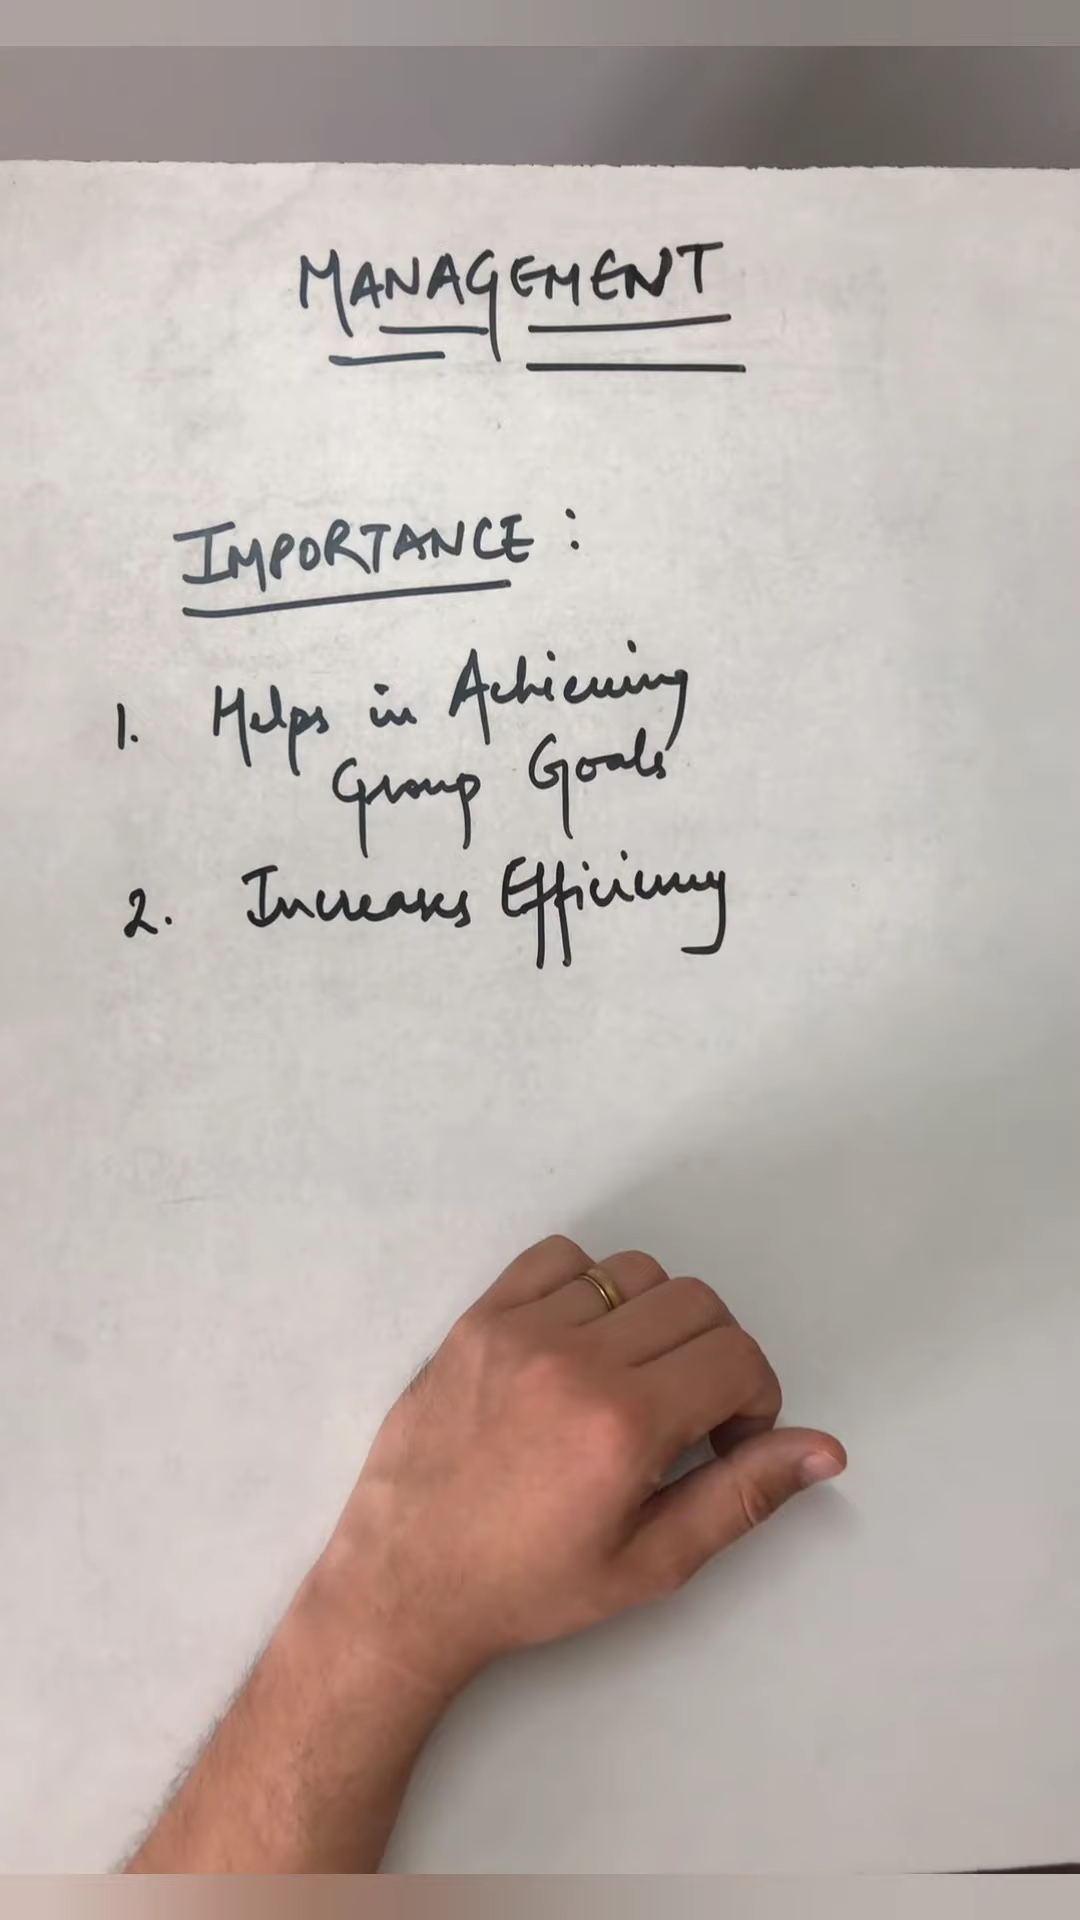 MANAGEMENT
IMPORTANCE :
1. Helps in Achieving
Group Goals
2. Increases Efficiency